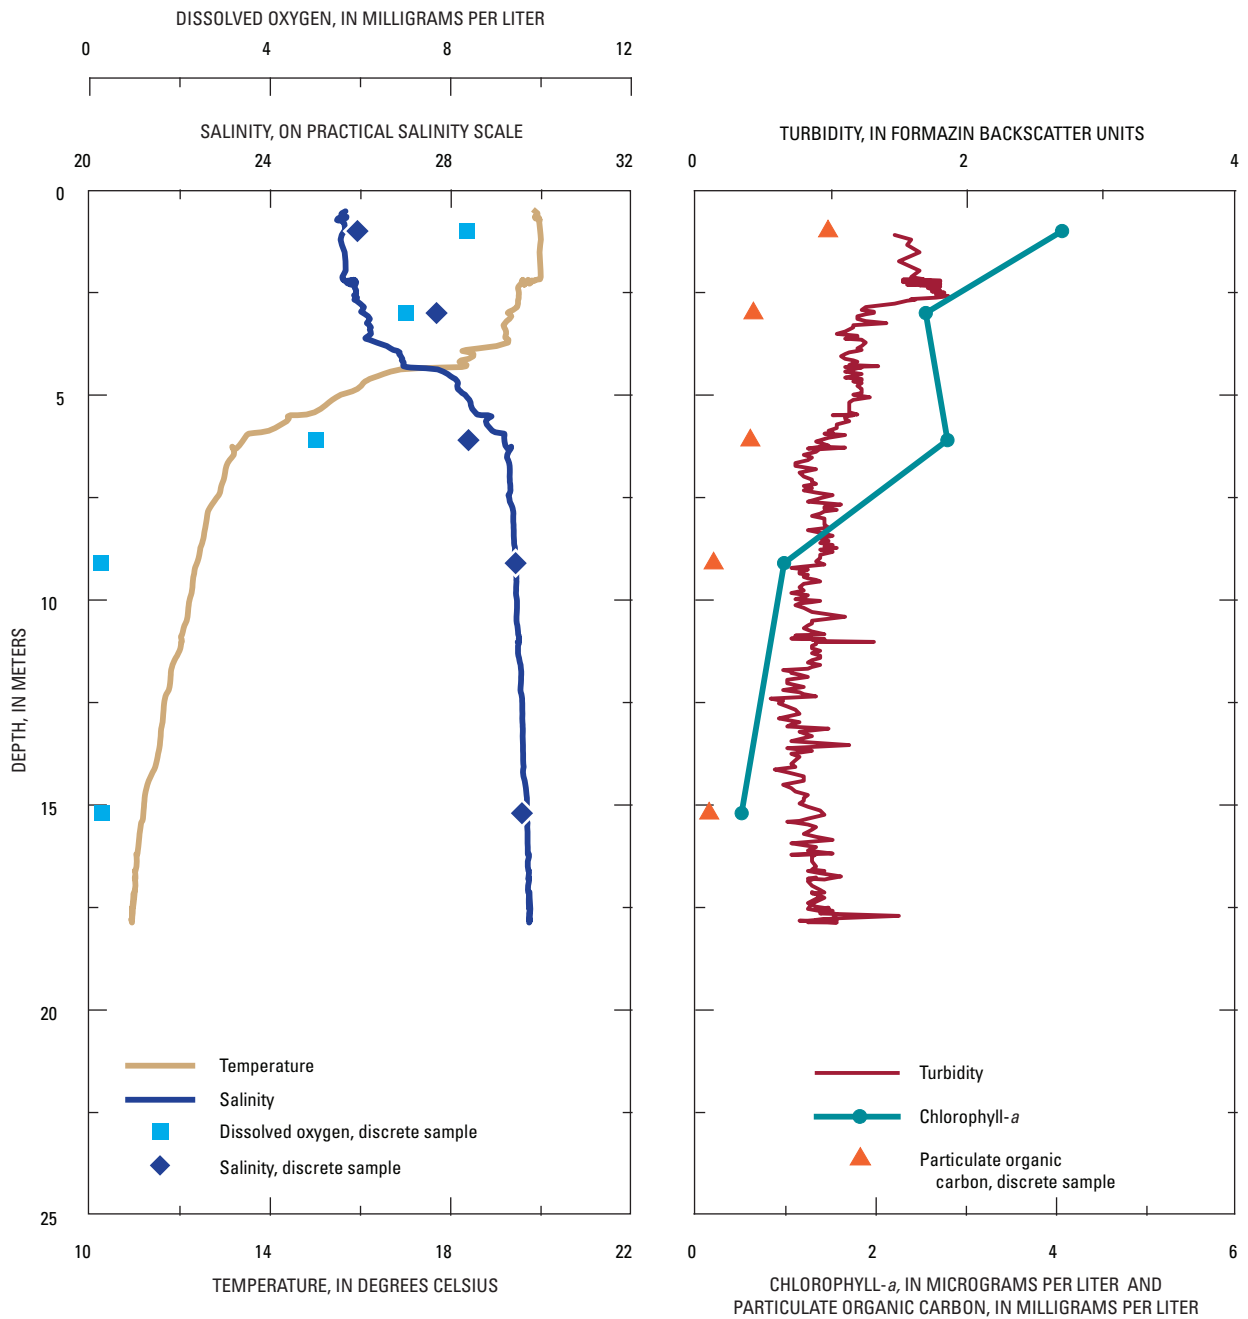 DISSOLVED OXYGEN, IN MILLIGRAMS PER LITER
0 4 8 12
SALINITY, ON PRACTICAL SALINITY SCALE
20 24 28 32
0
5
10
15
20
25
DEPTH, IN METERS
Temperature
Salinity
Dissolved oxygen, discrete sample
Salinity, discrete sample
10 14 18 22
TEMPERATURE, IN DEGREES CELSIUS
TURBIDITY, IN FORMAZIN BACKSCATTER UNITS
0 2 4
Turbidity
Chlorophyll-a
Particulate organic
carbon, discrete sample
0 2 4 6
CHLOROPHYLL-a, IN MICROGRAMS PER LITER AND
PARTICULATE ORGANIC CARBON, IN MILLIGRAMS PER LITER